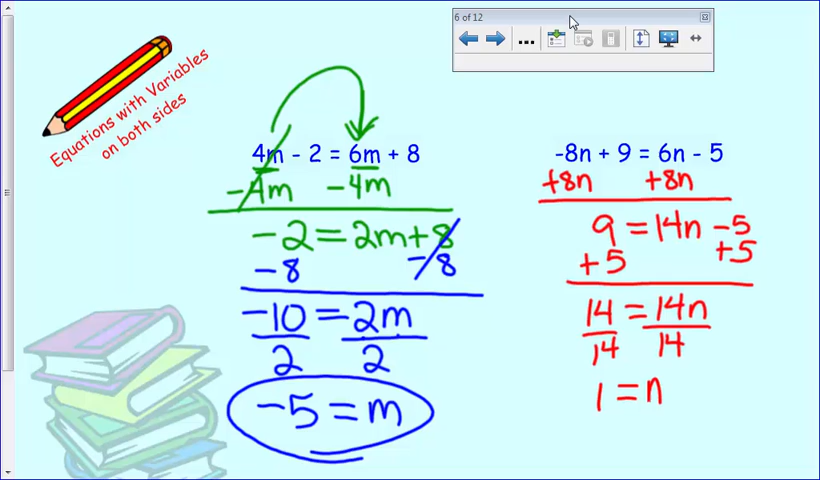 6 of 12
Equations with Variables
on both sides
4m - 2 = 6m + 8
-4m -4m
-2 = 2m + 8
-8 -8
-10 = 2m
2 2
-5 = m
-8n + 9 = 6n - 5
+8n +8n
9 = 14n - 5
+5 +5
14 = 14n
14 14
1 = n